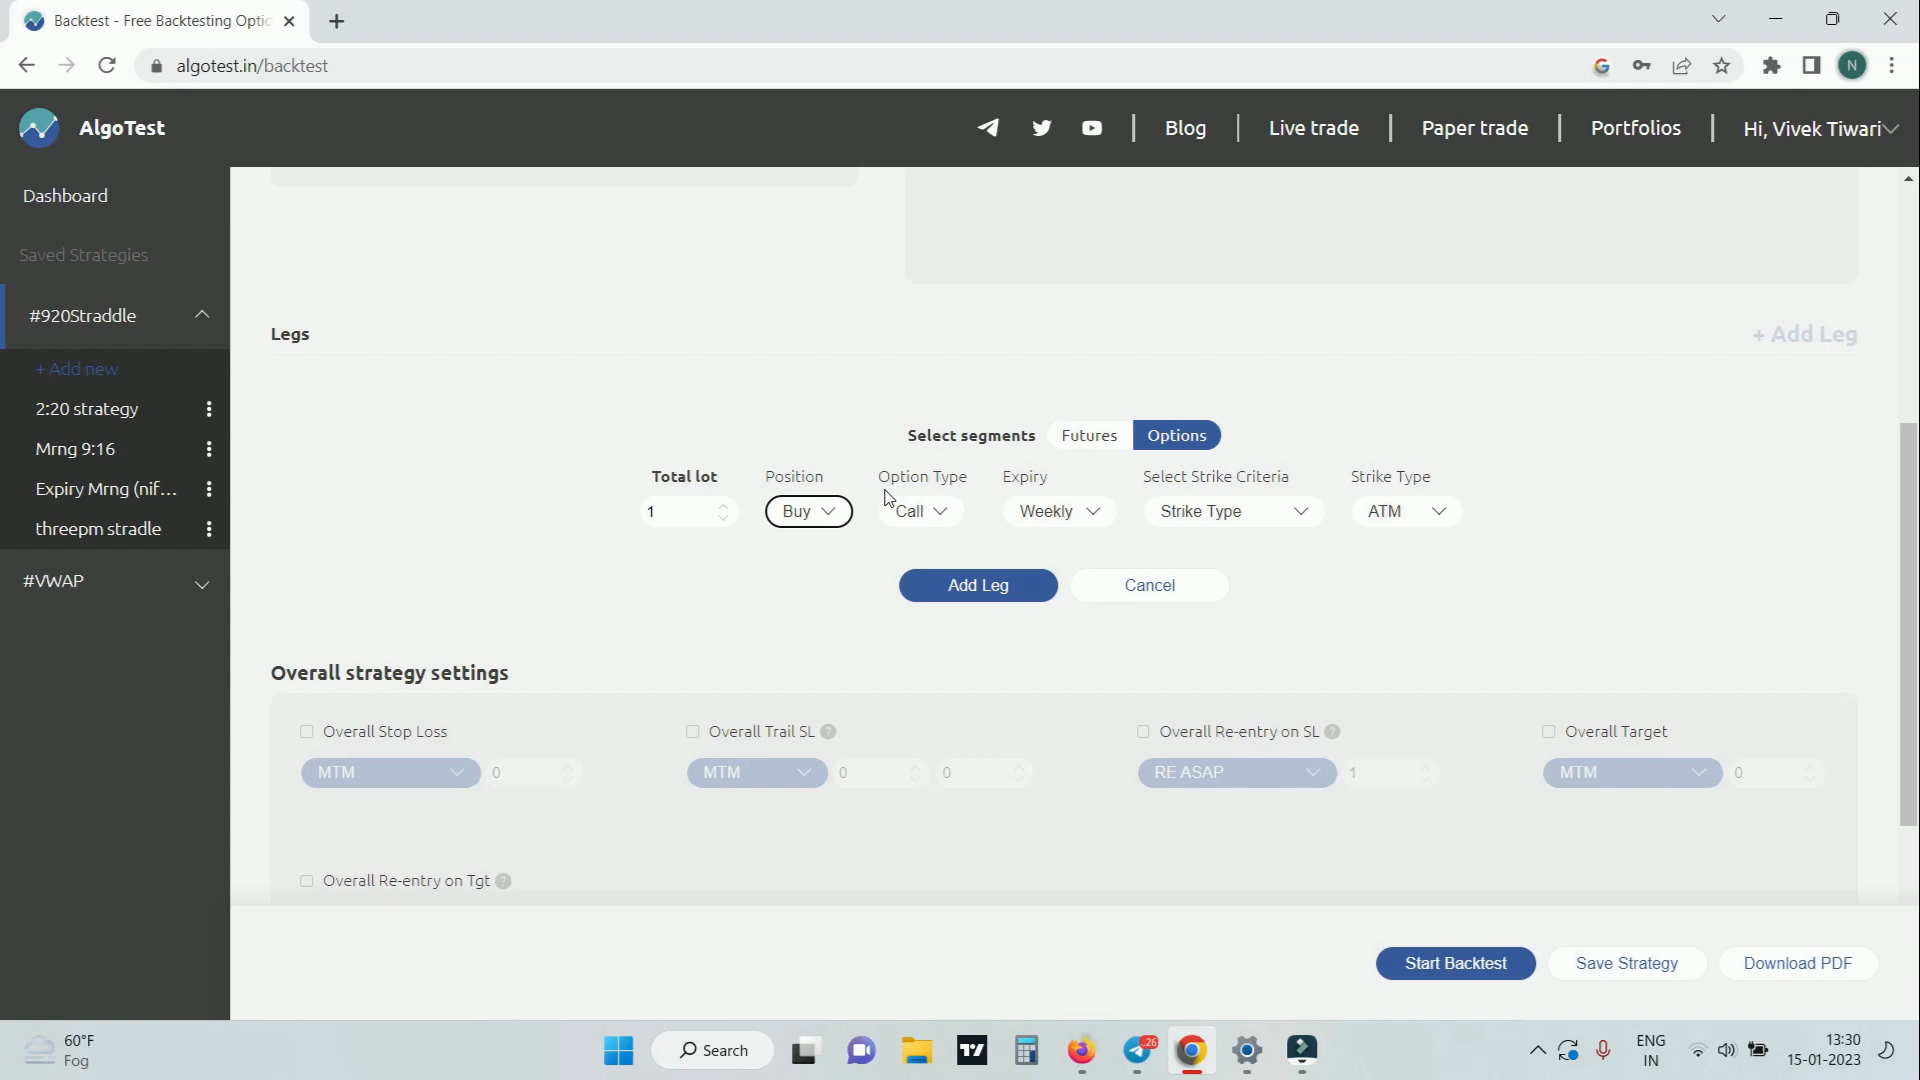 Backtest - Free Backtesting Optio
algotest.in/backtest
N
AlgoTest
Blog
Live trade
Paper trade
Portfolios
Hi, Vivek Tiwari
Dashboard
Saved Strategies
#920Straddle
+ Add new
2:20 strategy
Mrng 9:16
Expiry Mrng (nif...
threepm stradle
#VWAP
Legs
+ Add Leg
Select segments Futures Options
Total lot Position Option Type Expiry Select Strike Criteria Strike Type
1 Buy Call Weekly Strike Type ATM
Add Leg Cancel
Overall strategy settings
Overall Stop Loss Overall Trail SL ? Overall Re-entry on SL ? Overall Target
MTM 0 MTM 0 0 RE ASAP 1 MTM 0
Overall Re-entry on Tgt ?
Start Backtest Save Strategy Download PDF
60°F
Fog
Search
26
ENG
IN
13:30
15-01-2023